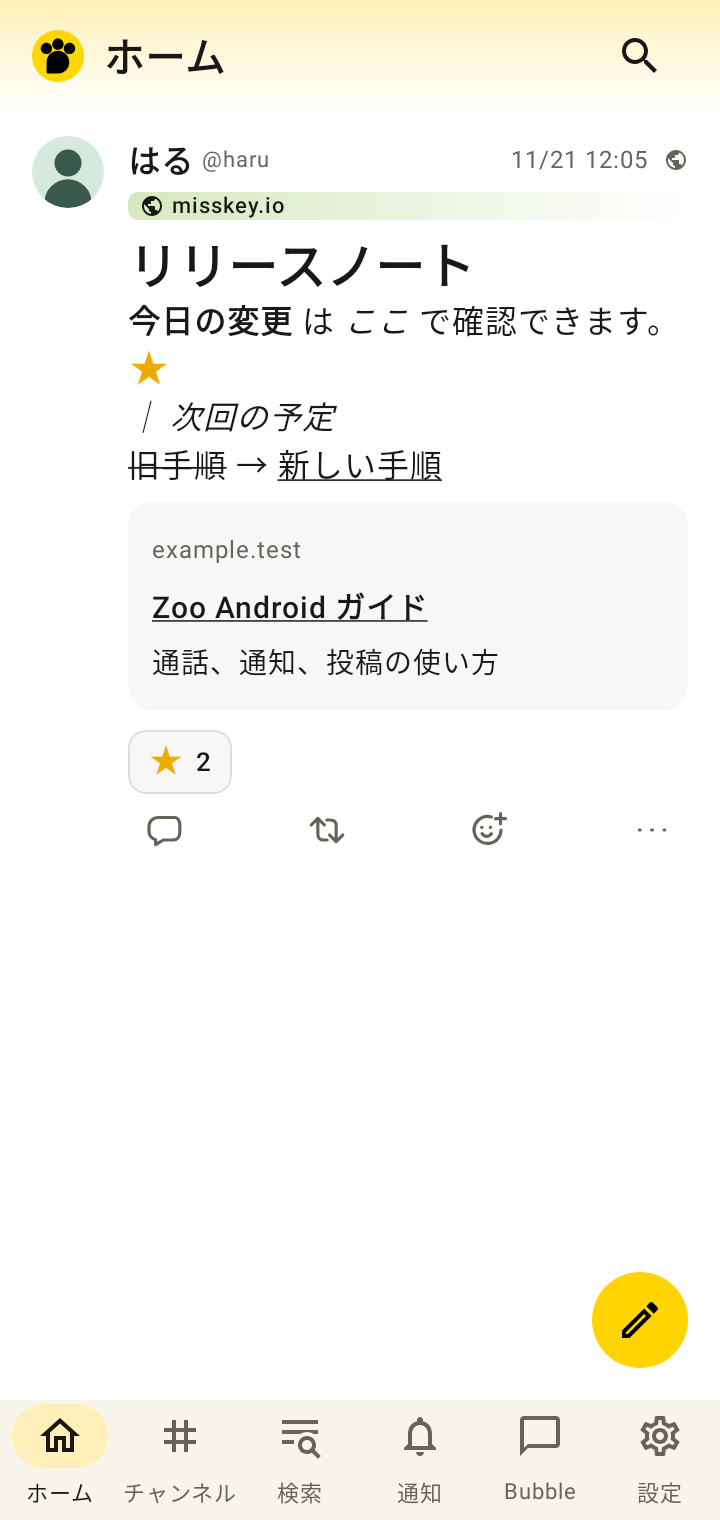 ホーム
はる @haru 11/21 12:05
misskey.io
リリースノート
今日の変更 は ここ で確認できます。
★
| 次回の予定
旧手順 → 新しい手順
example.test
Zoo Android ガイド
通話、通知、投稿の使い方
★ 2
ホーム チャンネル 検索 通知 Bubble 設定